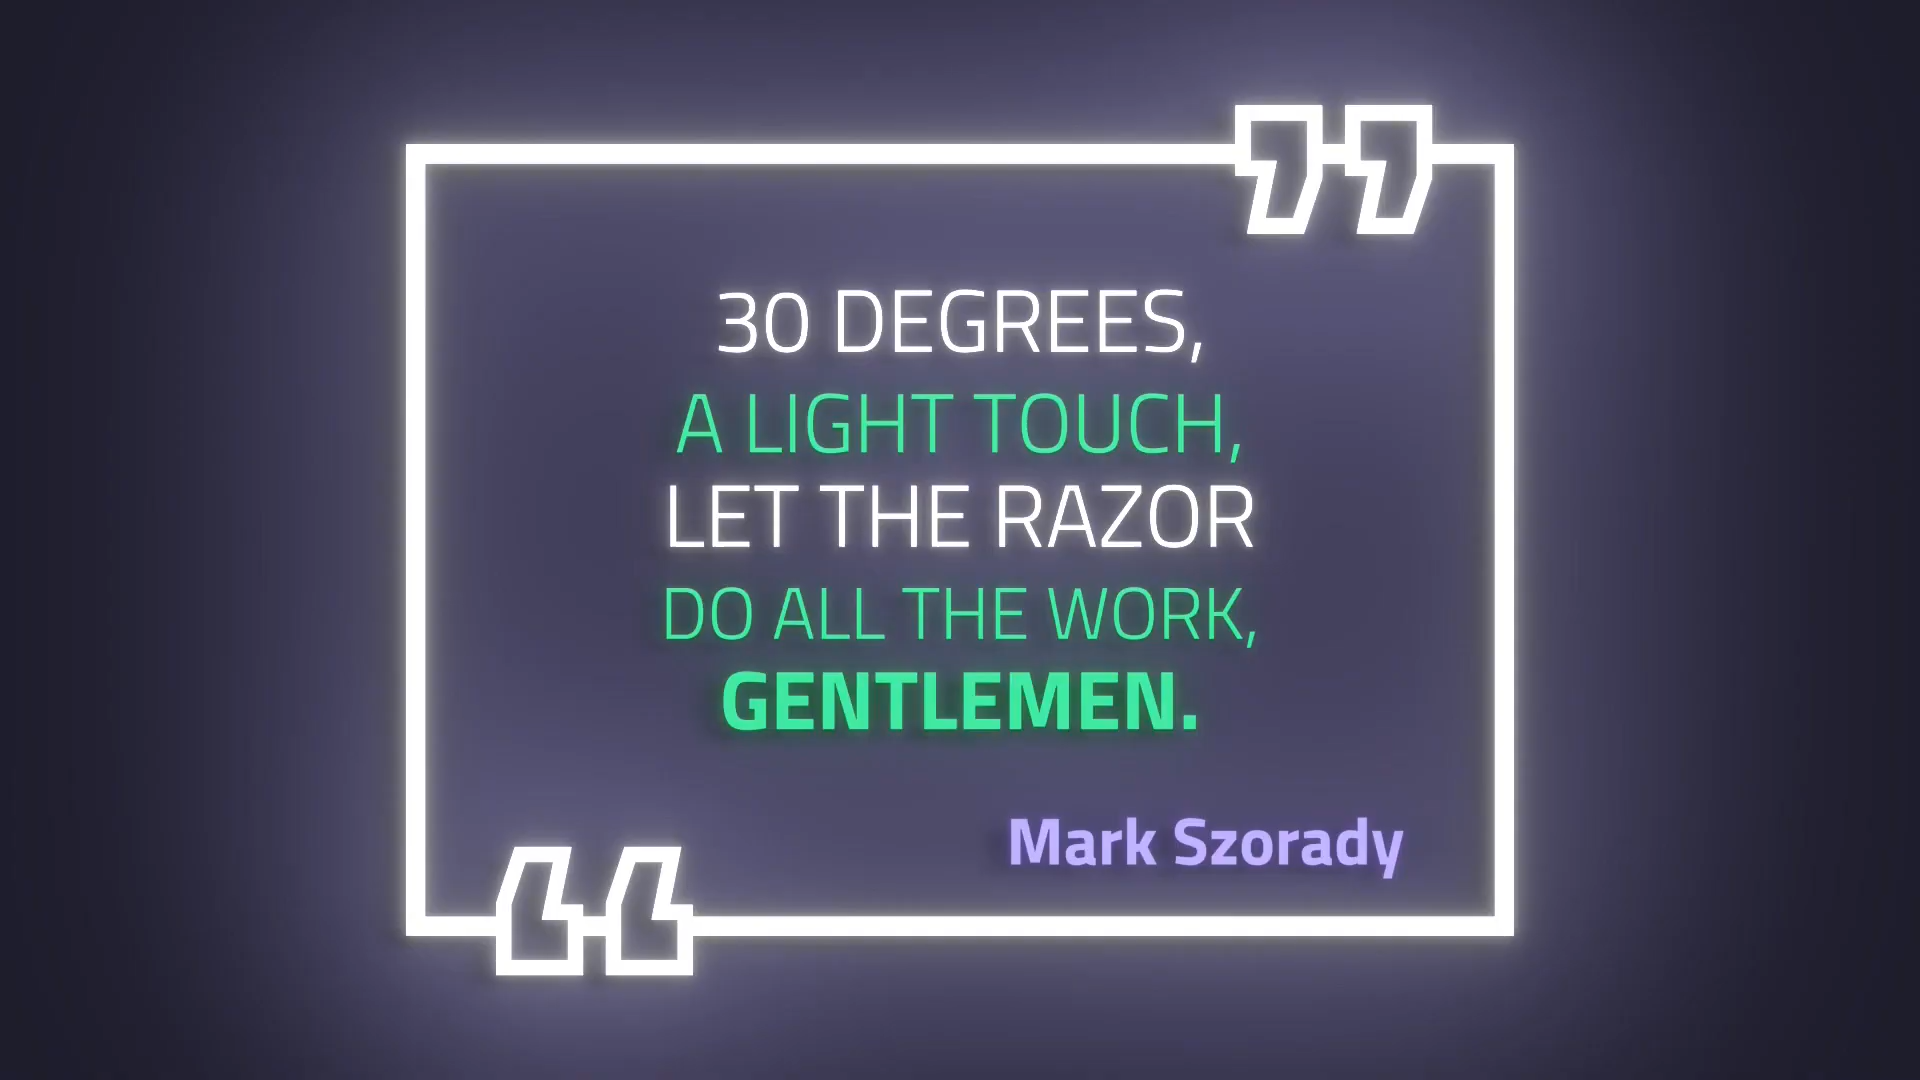 30 DEGREES,
A LIGHT TOUCH,
LET THE RAZOR
DO ALL THE WORK,
GENTLEMEN.
Mark Szorady